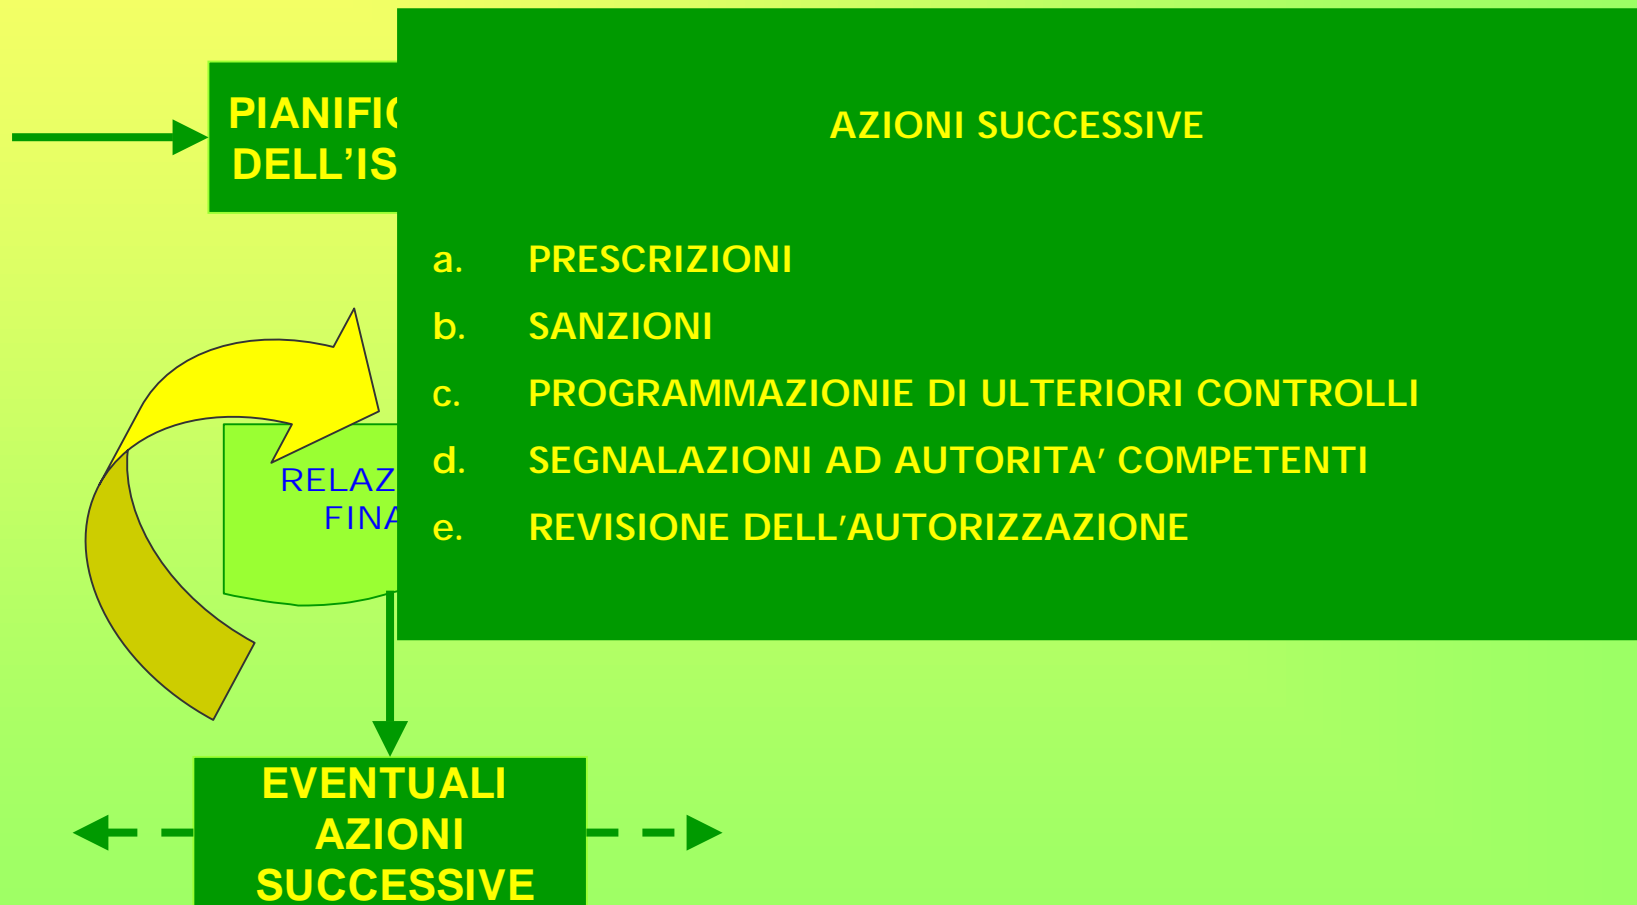 PIANIFIC
DELL'IS
AZIONI SUCCESSIVE
a. PRESCRIZIONI
b. SANZIONI
c. PROGRAMMAZIONIE DI ULTERIORI CONTROLLI
d. SEGNALAZIONI AD AUTORITA' COMPETENTI
e. REVISIONE DELL'AUTORIZZAZIONE
RELAZ
FINA
EVENTUALI
AZIONI
SUCCESSIVE